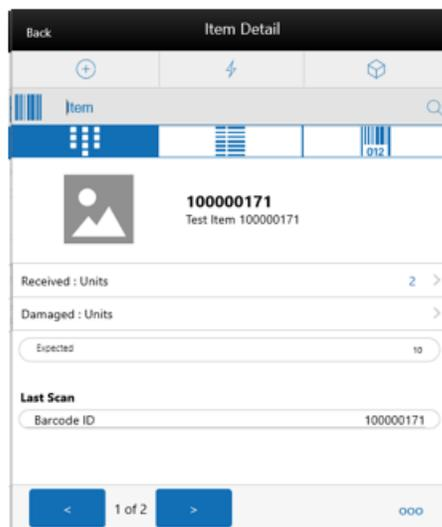 Back
Item Detail
Item
012
100000171
Test Item 100000171
Received : Units
2 >
Damaged : Units
>
Expected
10
Last Scan
Barcode ID
100000171
<
1 of 2
>
ooo